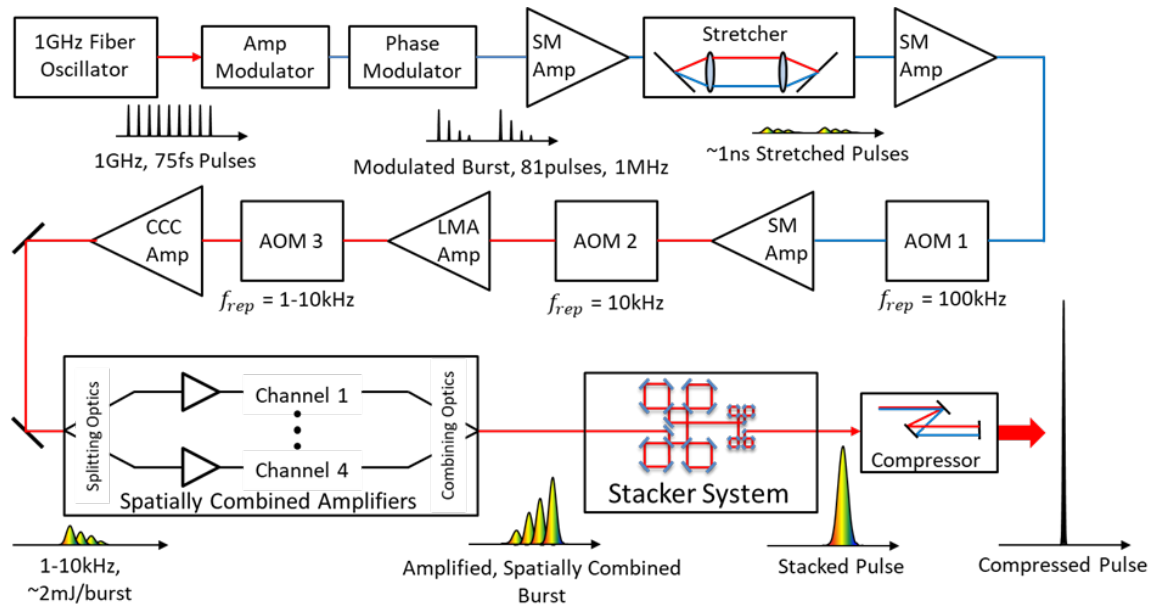 1GHz Fiber
Oscillator
Amp
Modulator
Phase
Modulator
SM
Amp
Stretcher
SM
Amp
1GHz, 75fs Pulses
Modulated Burst, 81pulses, 1MHz
~1ns Stretched Pulses
CCC
Amp
AOM 3
LMA
Amp
AOM 2
SM
Amp
AOM 1
f_rep = 1-10kHz
f_rep = 10kHz
f_rep = 100kHz
Splitting Optics
Channel 1
Channel 4
Combining Optics
Spatially Combined Amplifiers
Stacker System
Compressor
1-10kHz,
~2mJ/burst
Amplified, Spatially Combined
Burst
Stacked Pulse
Compressed Pulse